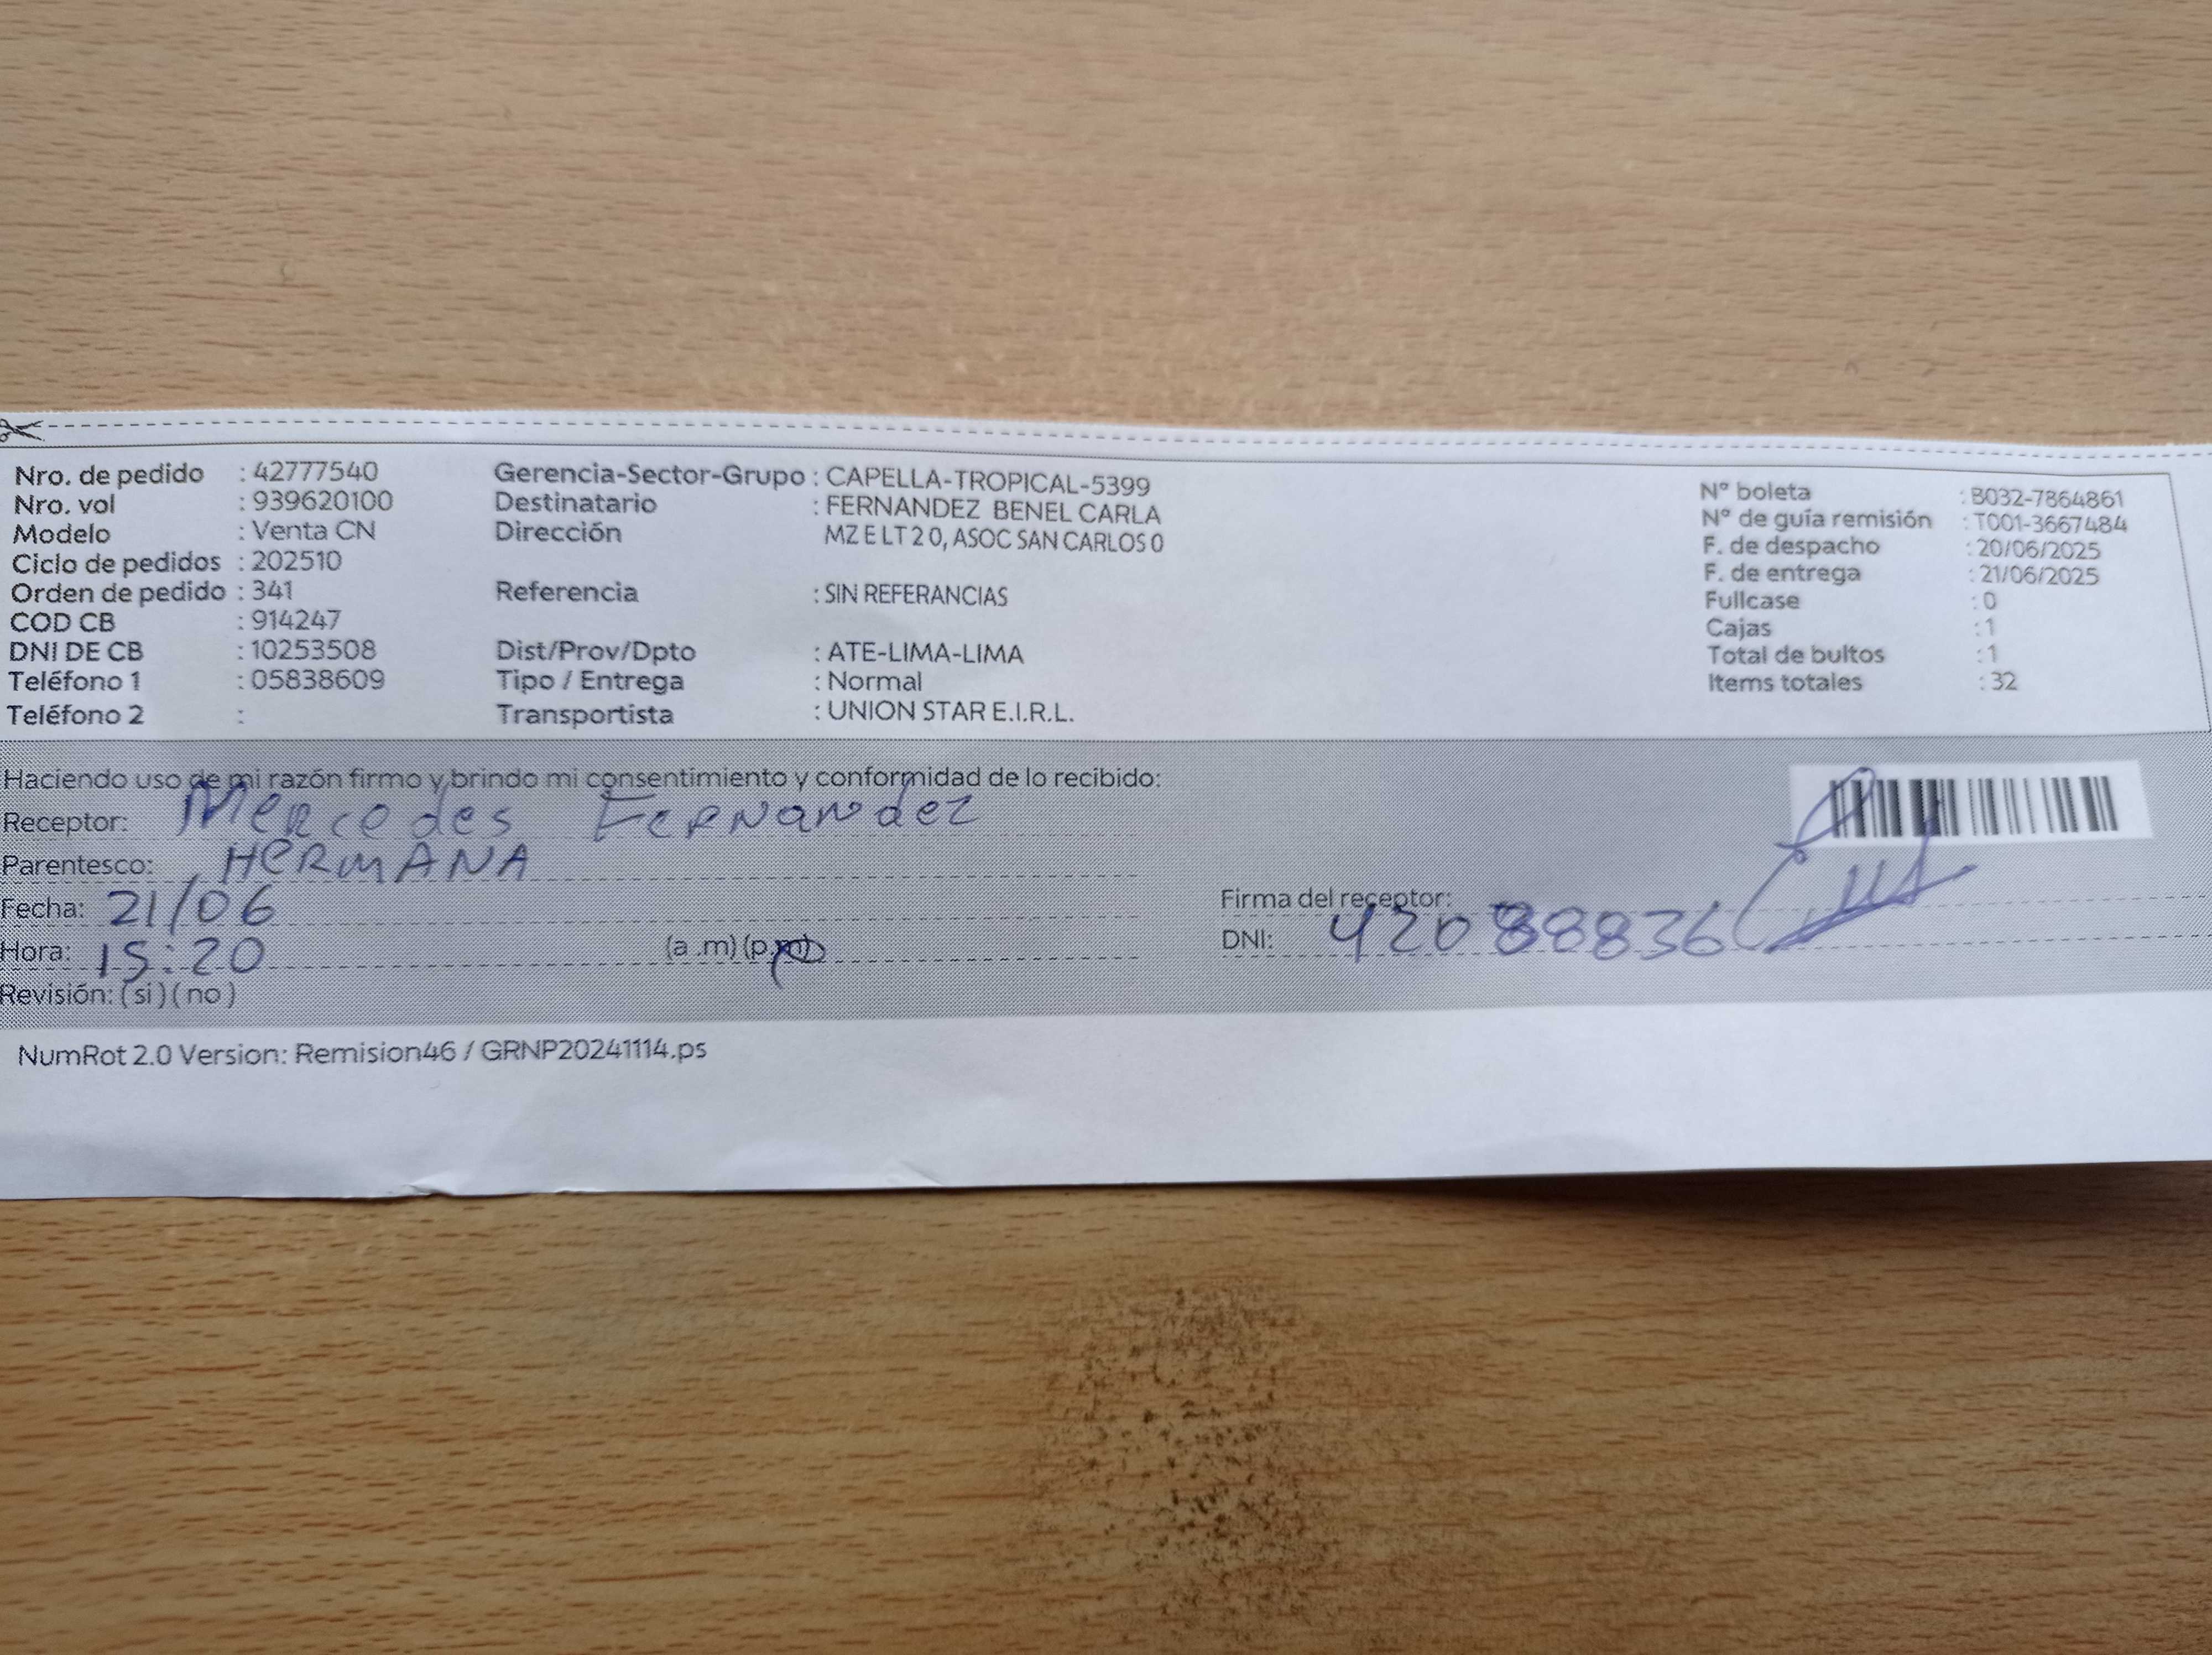 Nro. de pedido : 42777540 Gerencia-Sector-Grupo : CAPELLA-TROPICAL-5399 N° boleta : B032-7864861
Nro. vol : 939620100 Destinatario : FERNANDEZ BENEL CARLA N° de guía remisión : T001-3667484
Modelo : Venta CN Dirección MZ E LT 2 0, ASOC SAN CARLOS 0 F. de despacho : 20/06/2025
Ciclo de pedidos : 202510 F. de entrega : 21/06/2025
Orden de pedido : 341 Referencia : SIN REFERANCIAS Fullcase : 0
COD CB : 914247 Cajas : 1
DNI DE CB : 10253508 Dist/Prov/Dpto : ATE-LIMA-LIMA Total de bultos : 1
Teléfono 1 : 05838609 Tipo / Entrega : Normal Items totales : 32
Teléfono 2 : Transportista : UNION STAR E.I.R.L.
Haciendo uso de mi razón firmo y brindo mi consentimiento y conformidad de lo recibido:
Receptor: Mercedes Fernandez
Parentesco: HERMANA
Fecha: 21/06 Firma del receptor:
Hora: 15:20 (a .m) (p.m) DNI: 42088836
Revisión: ( si ) ( no )
NumRot 2.0 Version: Remision46 / GRNP20241114.ps